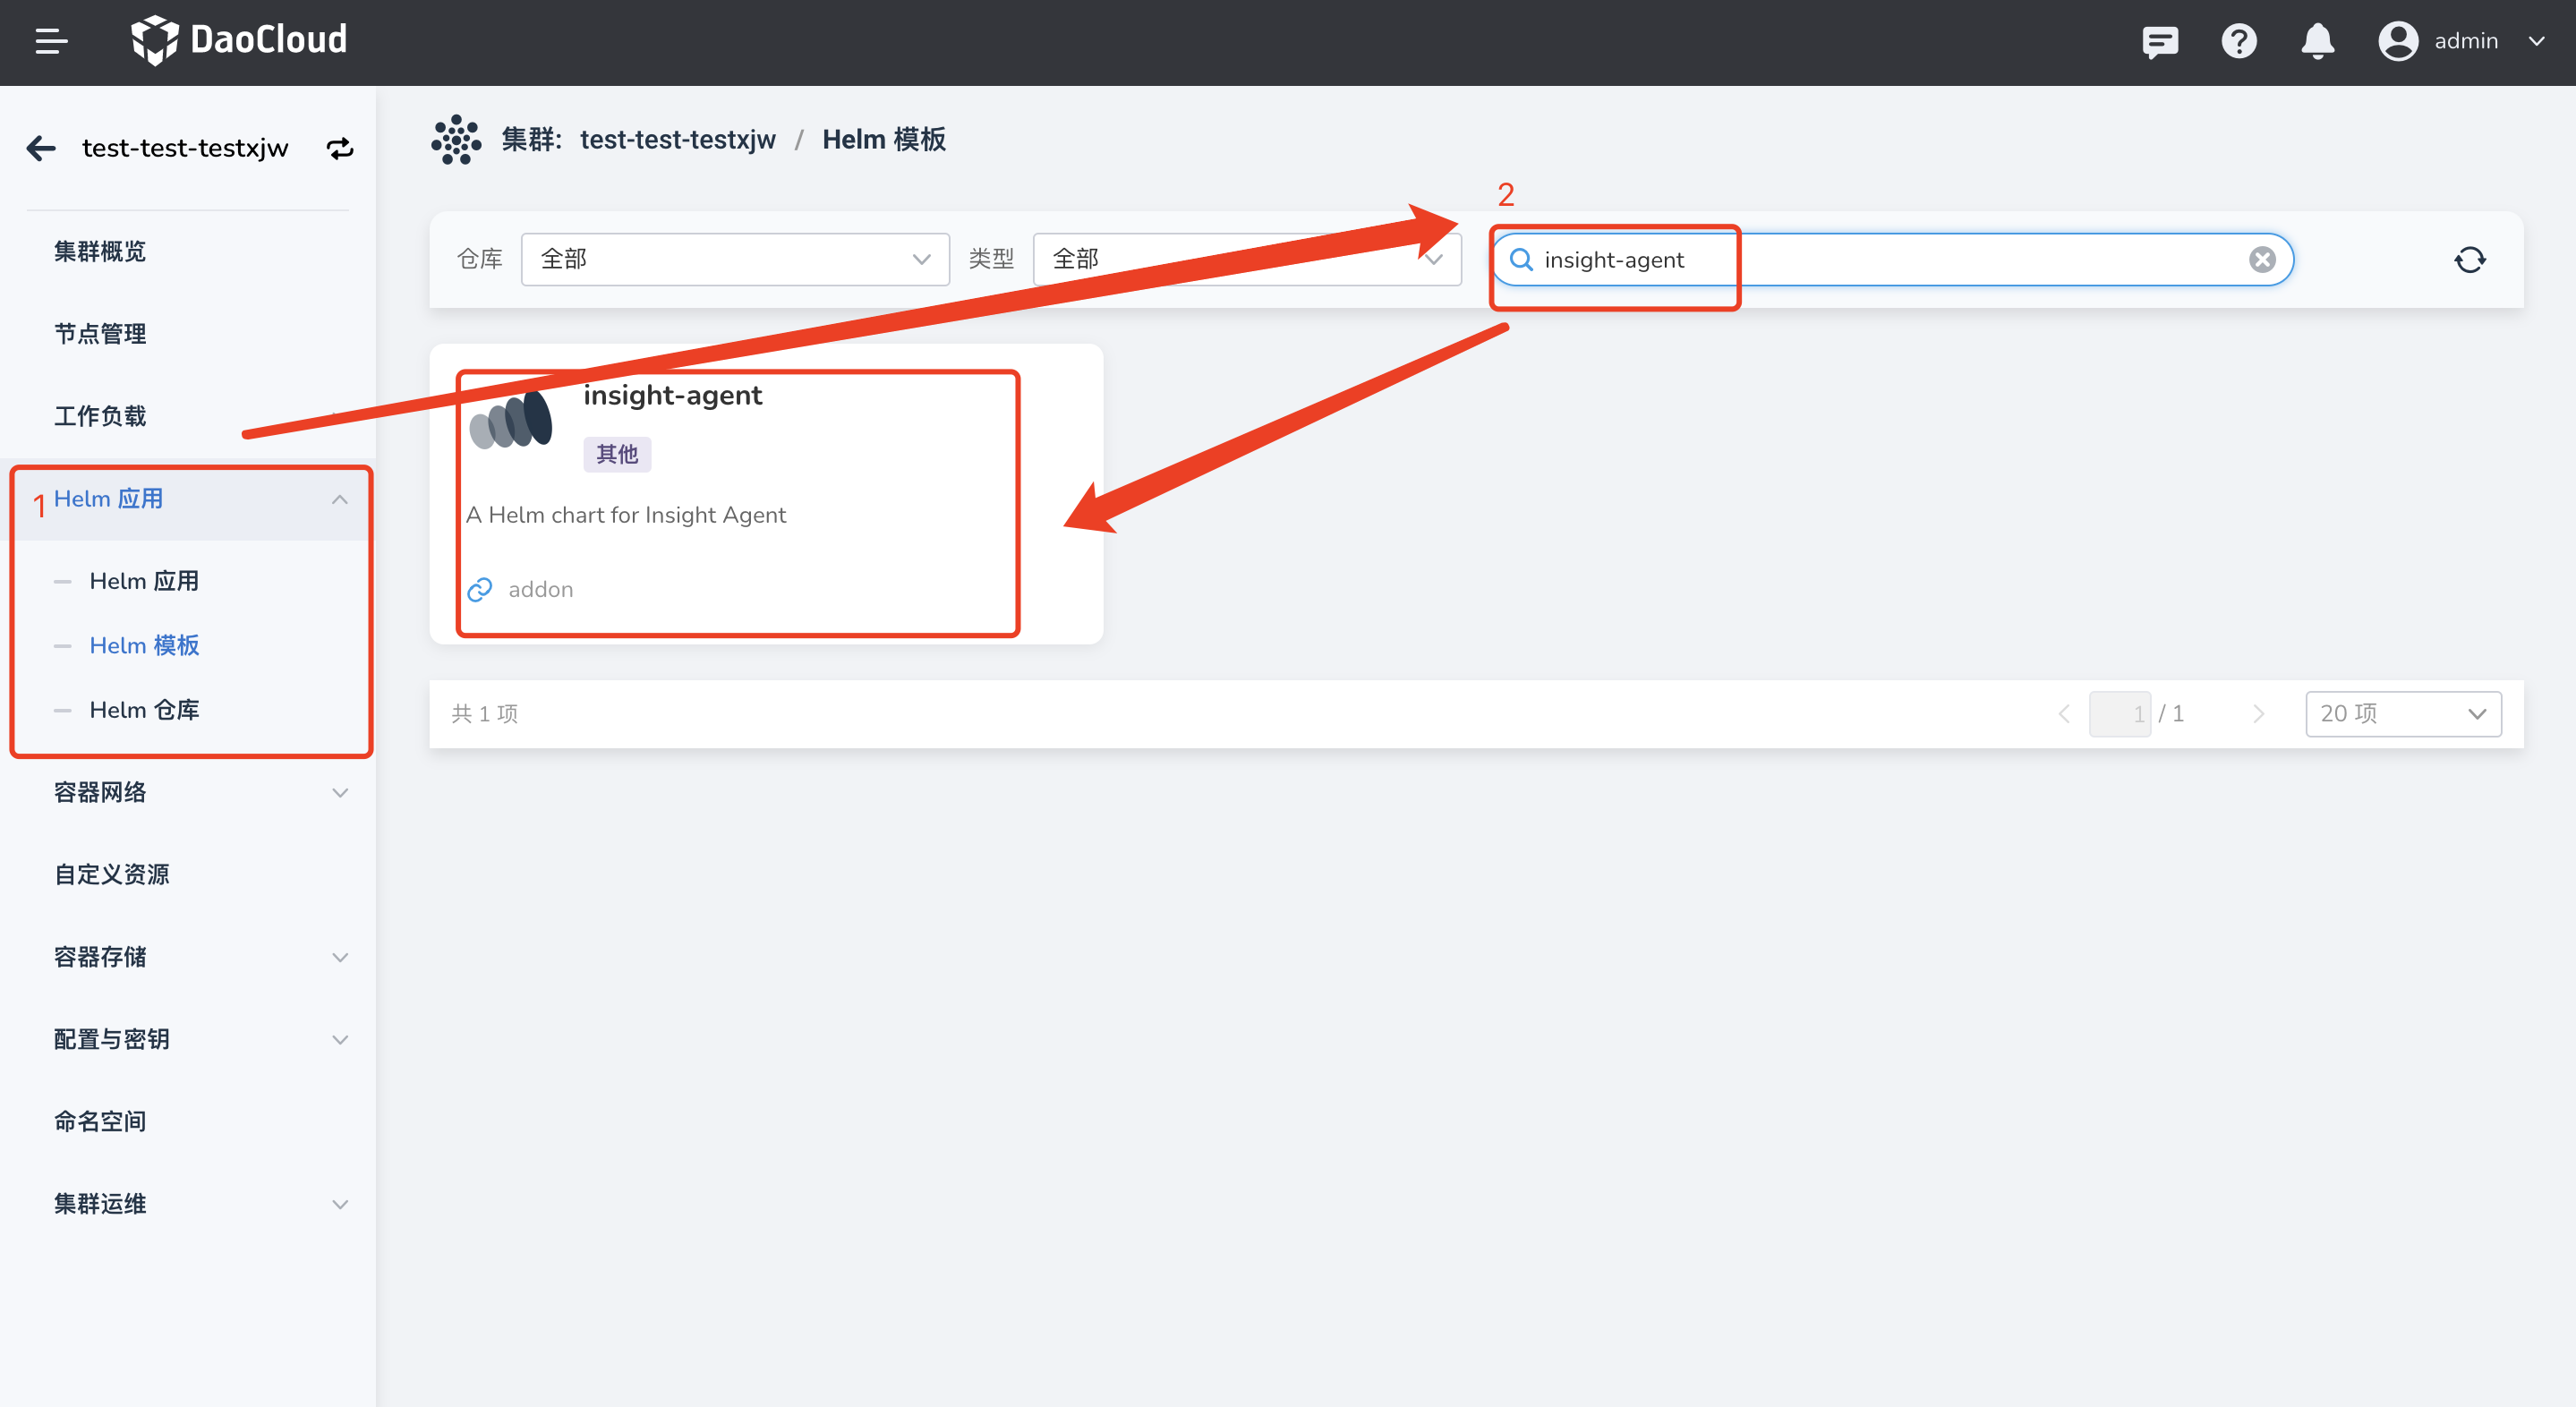 DaoCloud
admin
test-test-testxjw
集群概览
节点管理
工作负载
1 Helm 应用
Helm 应用
Helm 模板
Helm 仓库
容器网络
自定义资源
容器存储
配置与密钥
命名空间
集群运维
集群: test-test-testxjw / Helm 模板
2
仓库 全部 类型 全部 insight-agent
insight-agent
其他
A Helm chart for Insight Agent
addon
共 1 项 1 / 1 20 项